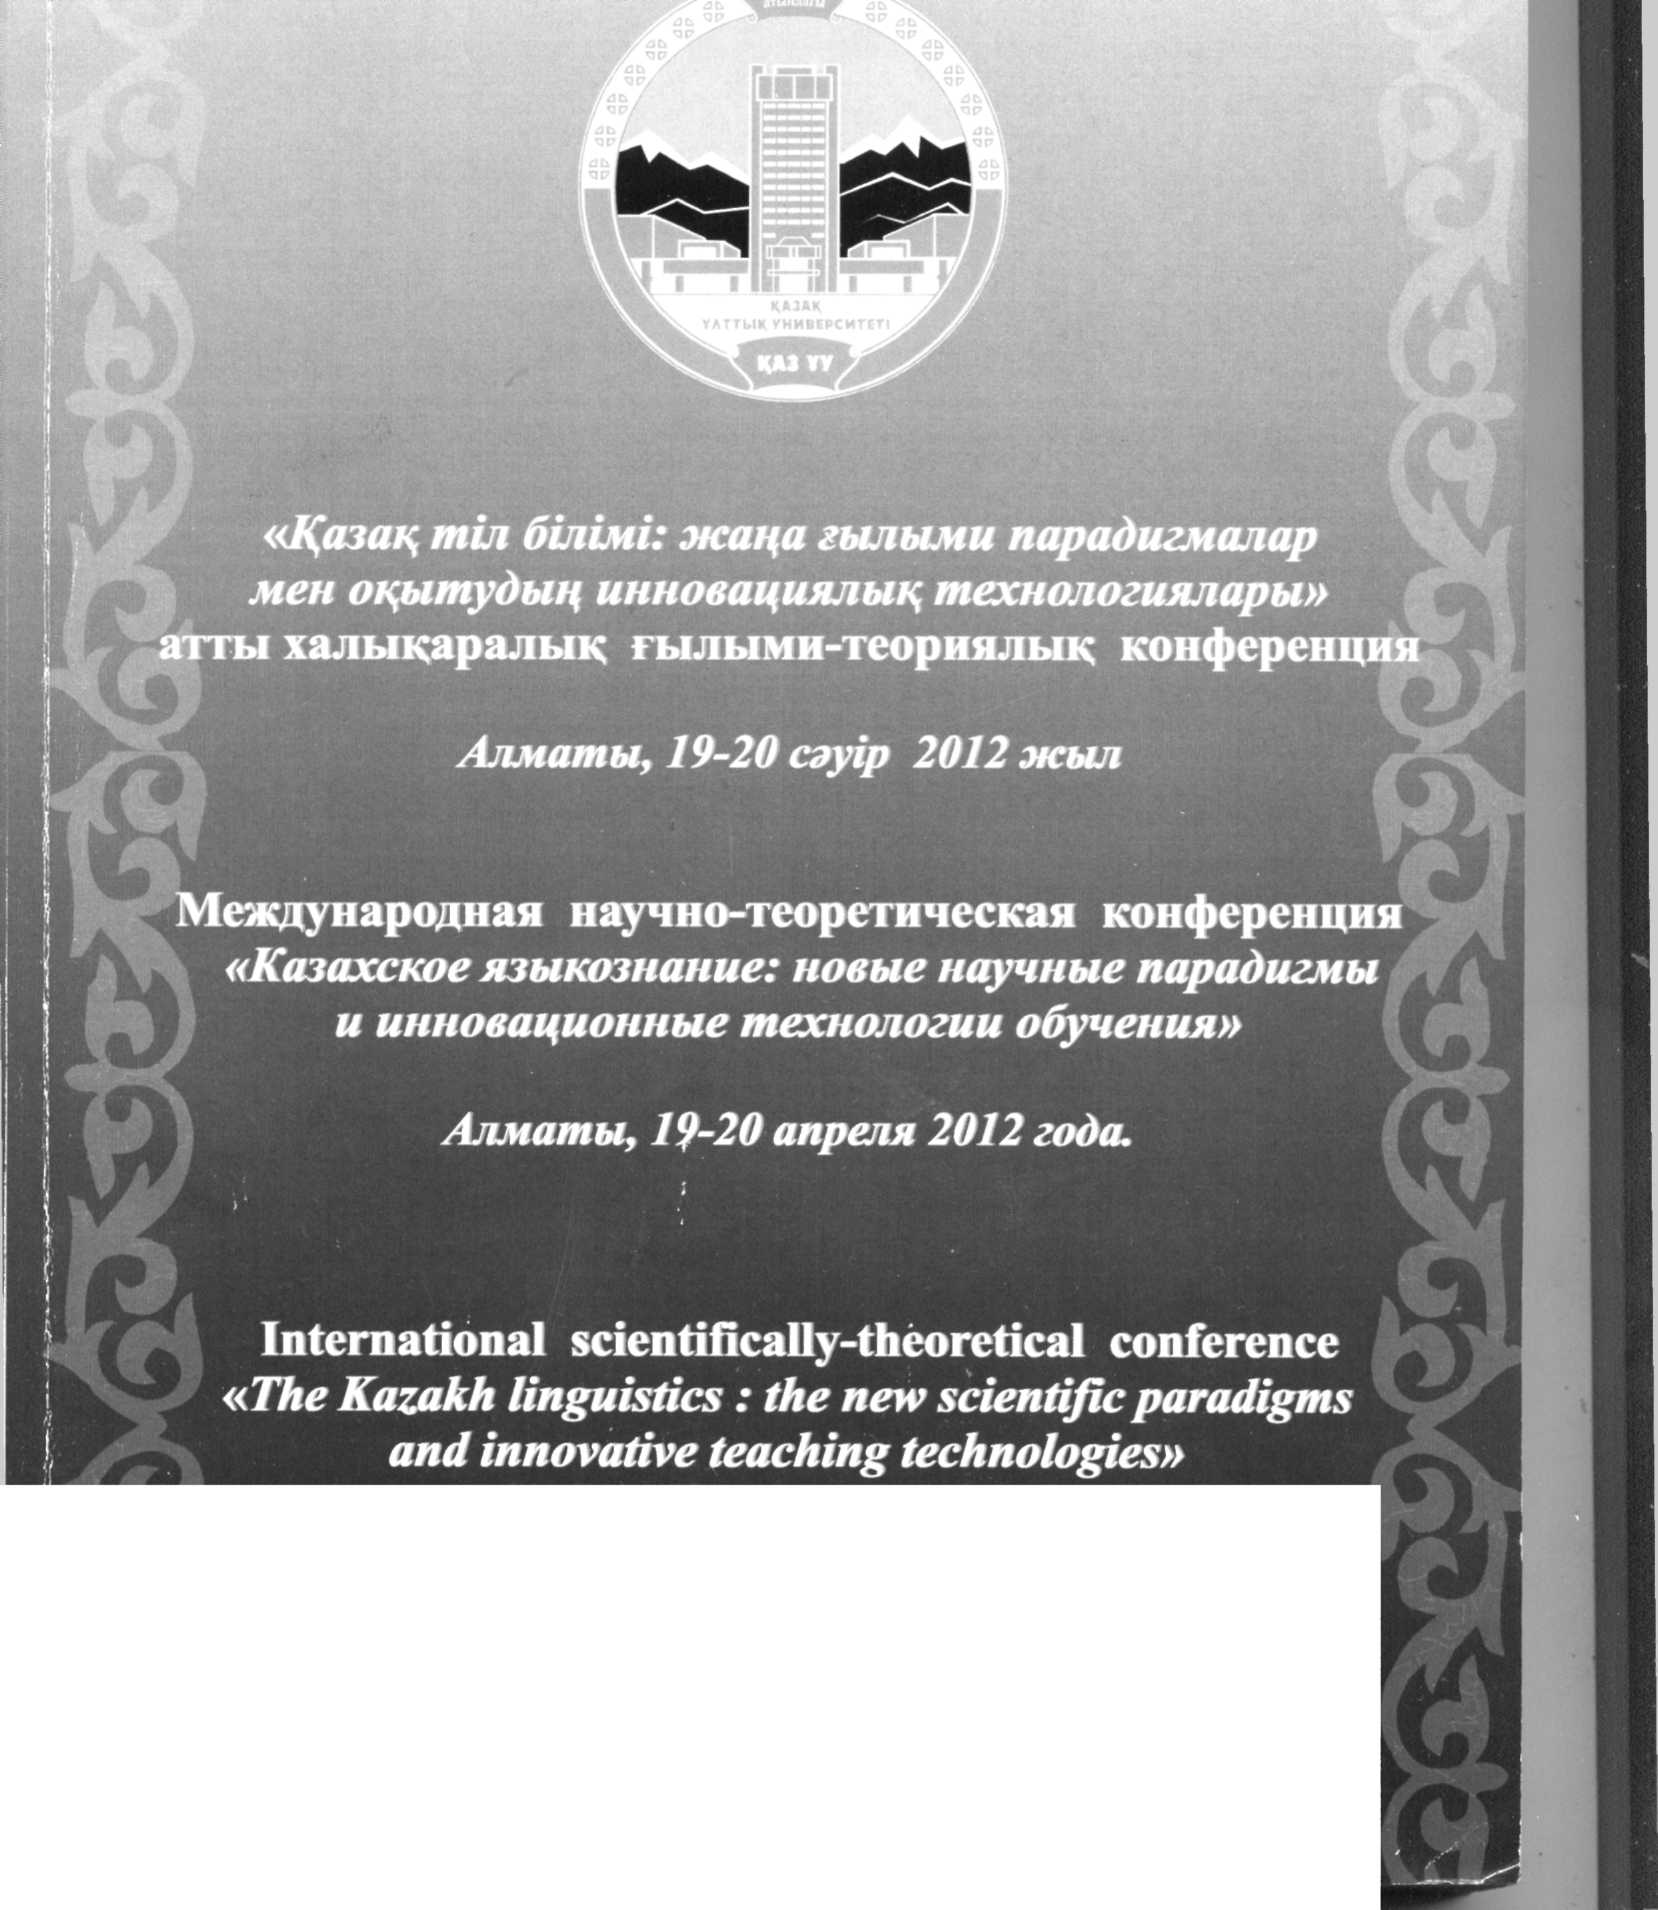 ҚАЗАҚ
ҰЛТТЫҚ УНИВЕРСИТЕТІ
ҚАЗ ҰУ
«Қазақ тіл білімі: жаңа ғылыми парадигмалар
мен оқытудың инновациялық технологиялары»
атты халықаралық ғылыми-теориялық конференция
Алматы, 19-20 сәуір 2012 жыл
Международная научно-теоретическая конференция
«Казахское языкознание: новые научные парадигмы
и инновационные технологии обучения»
Алматы, 19-20 апреля 2012 года.
International scientifically-theoretical conference
«The Kazakh linguistics : the new scientific paradigms
and innovative teaching technologies»